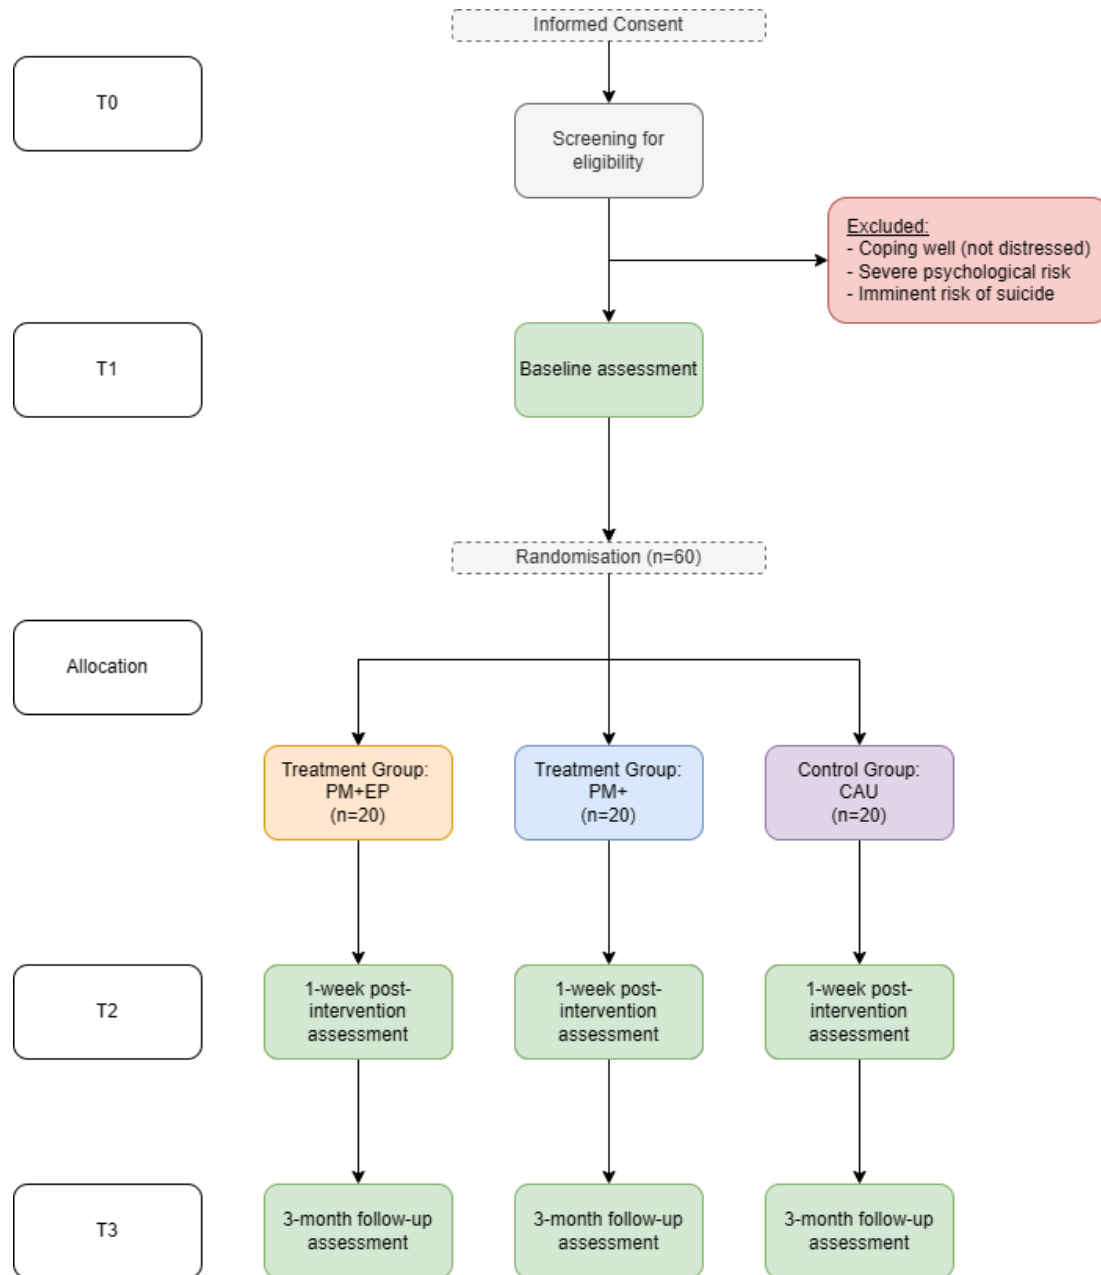 Informed Consent
T0
Screening for
eligibility
Excluded:
- Coping well (not distressed)
- Severe psychological risk
- Imminent risk of suicide
T1
Baseline assessment
Randomisation (n=60)
Allocation
Treatment Group:
PM+EP
(n=20)
Treatment Group:
PM+
(n=20)
Control Group:
CAU
(n=20)
T2
1-week post-
intervention
assessment
1-week post-
intervention
assessment
1-week post-
intervention
assessment
T3
3-month follow-up
assessment
3-month follow-up
assessment
3-month follow-up
assessment